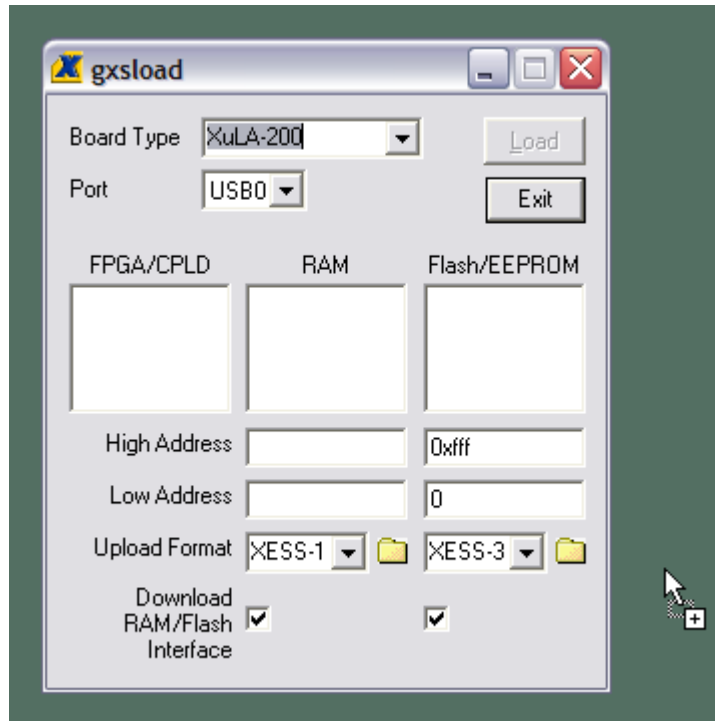 gxsload
Board Type XuLA-200 Load
Port USB0 Exit
FPGA/CPLD RAM Flash/EEPROM
High Address 0xfff
Low Address 0
Upload Format XESS-1 XESS-3
Download
RAM/Flash
Interface